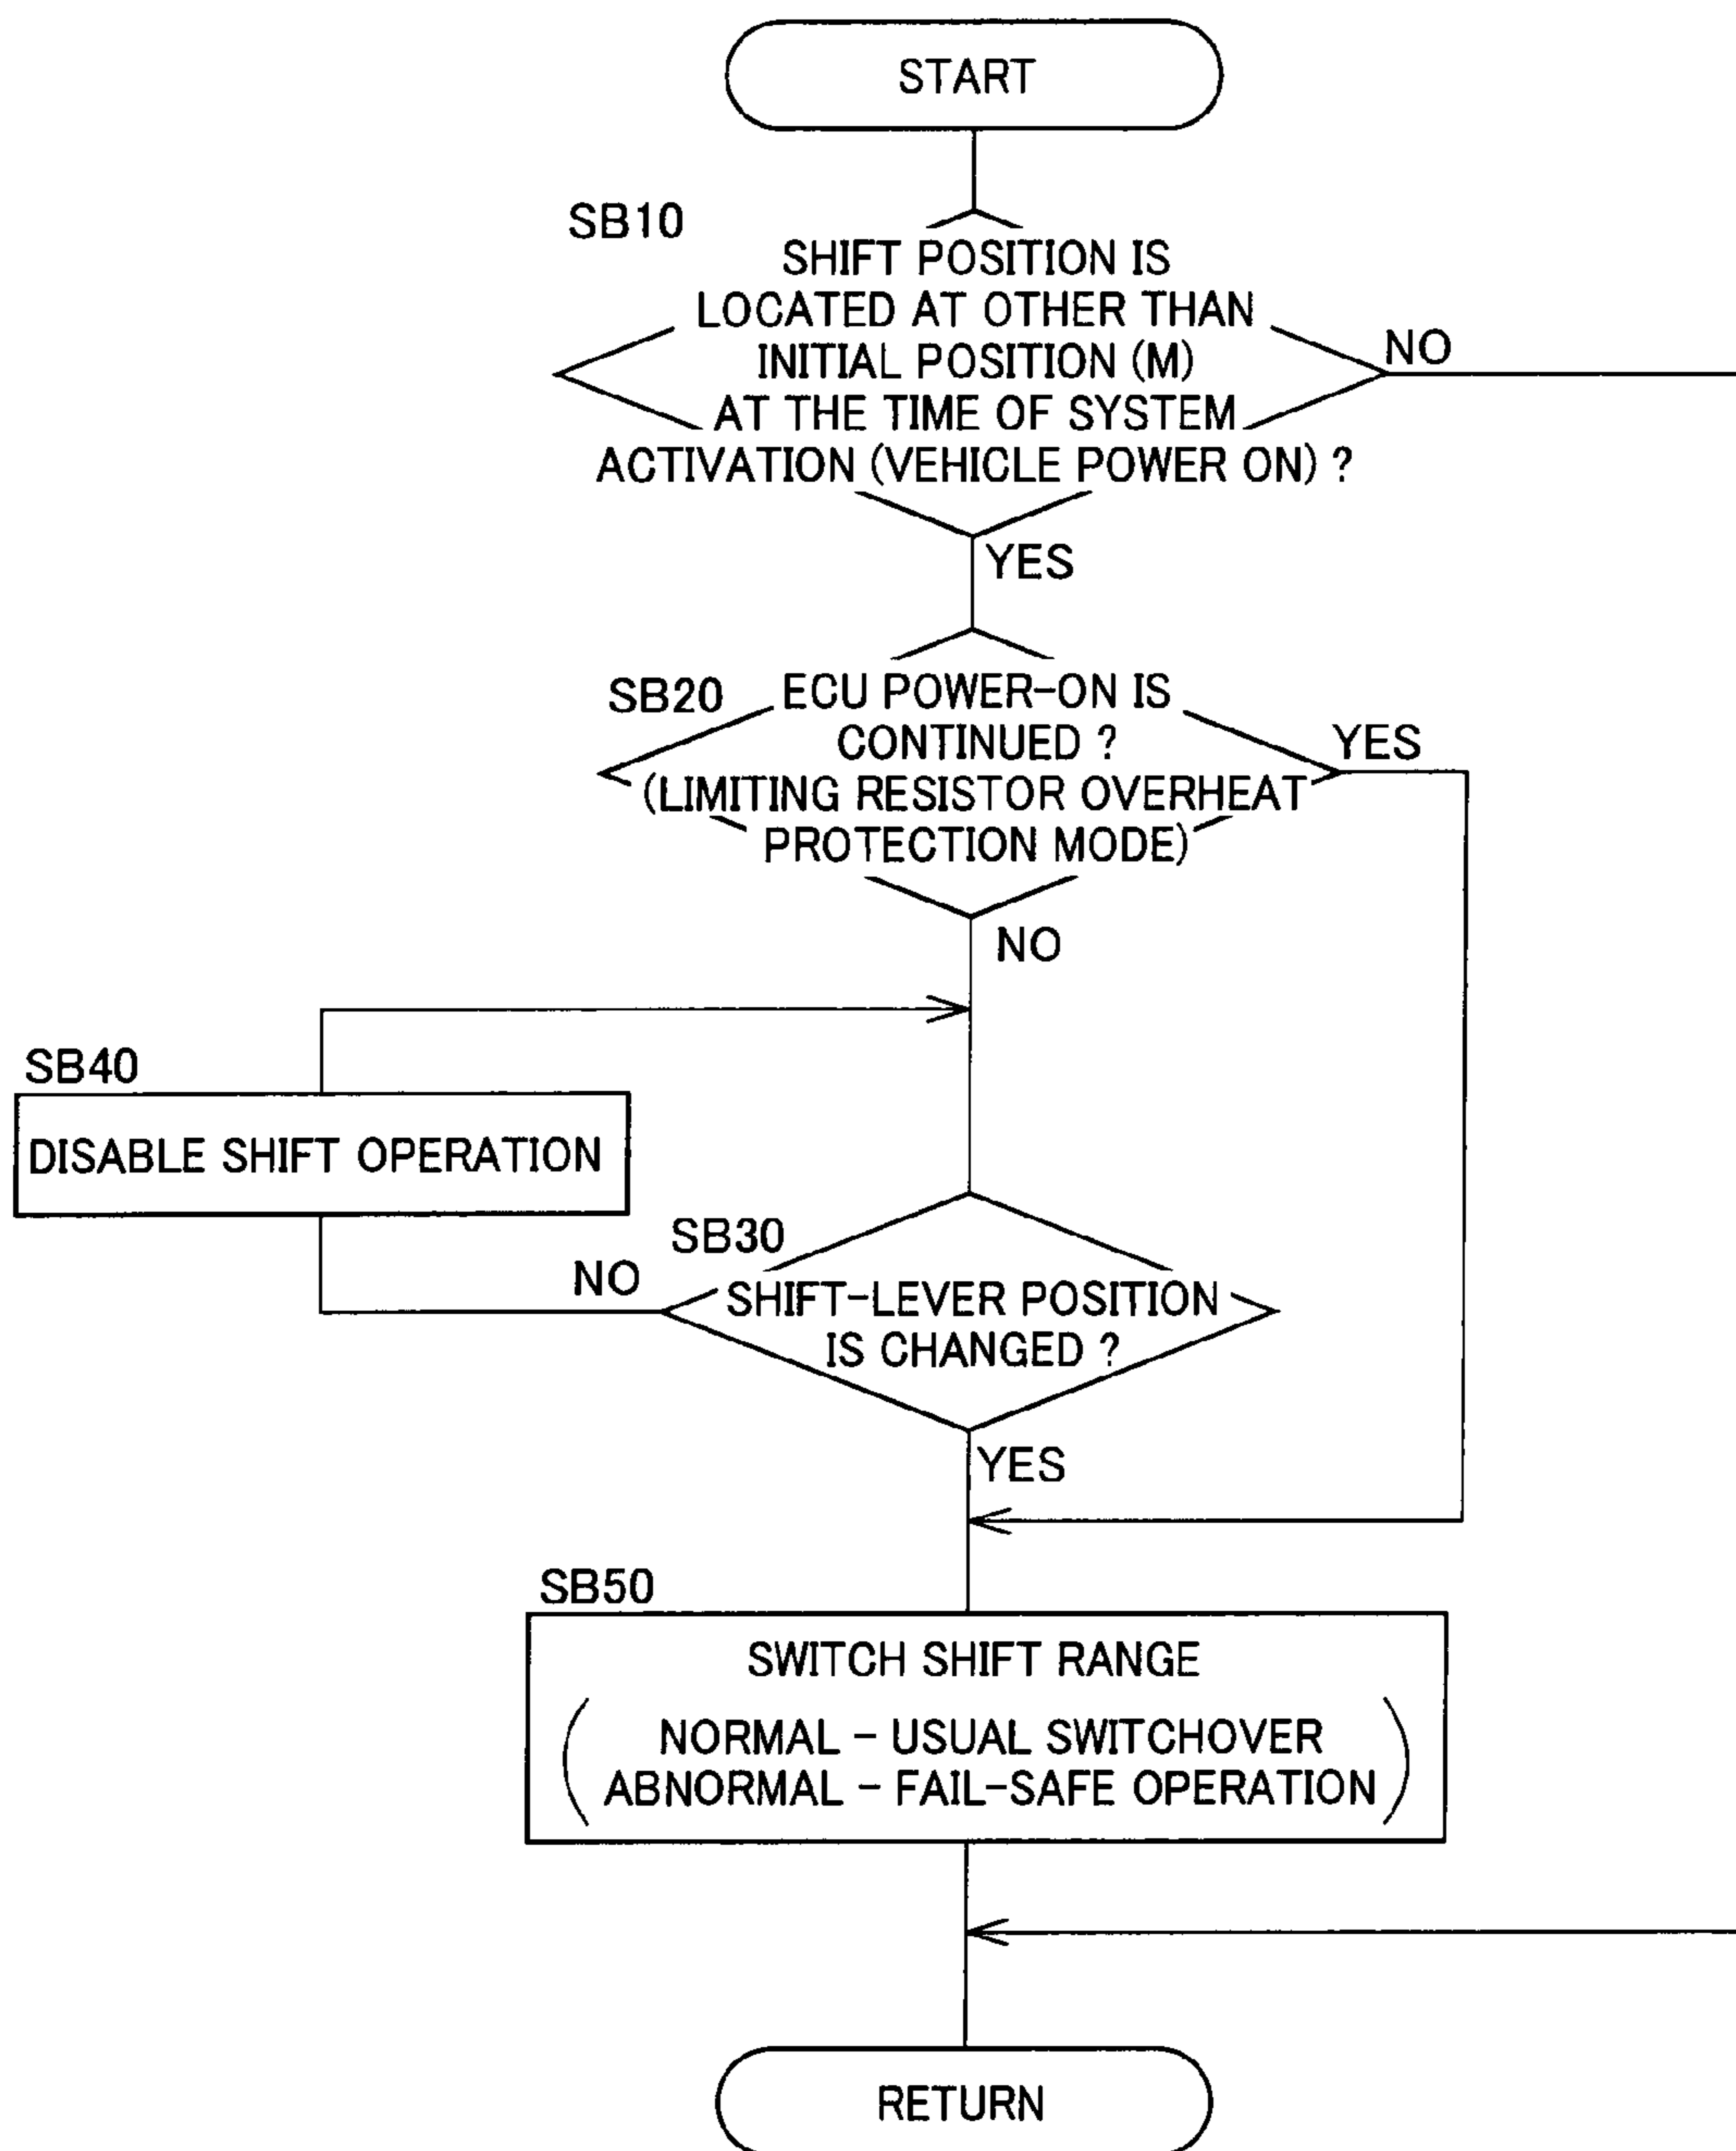 START
SB10
SHIFT POSITION IS
LOCATED AT OTHER THAN
INITIAL POSITION (M)
AT THE TIME OF SYSTEM
ACTIVATION (VEHICLE POWER ON) ?
NO
YES
SB20
ECU POWER-ON IS
CONTINUED ?
(LIMITING RESISTOR OVERHEAT
PROTECTION MODE)
YES
NO
SB40
DISABLE SHIFT OPERATION
SB30
NO
SHIFT-LEVER POSITION
IS CHANGED ?
YES
SB50
SWITCH SHIFT RANGE
NORMAL - USUAL SWITCHOVER
ABNORMAL - FAIL-SAFE OPERATION
RETURN